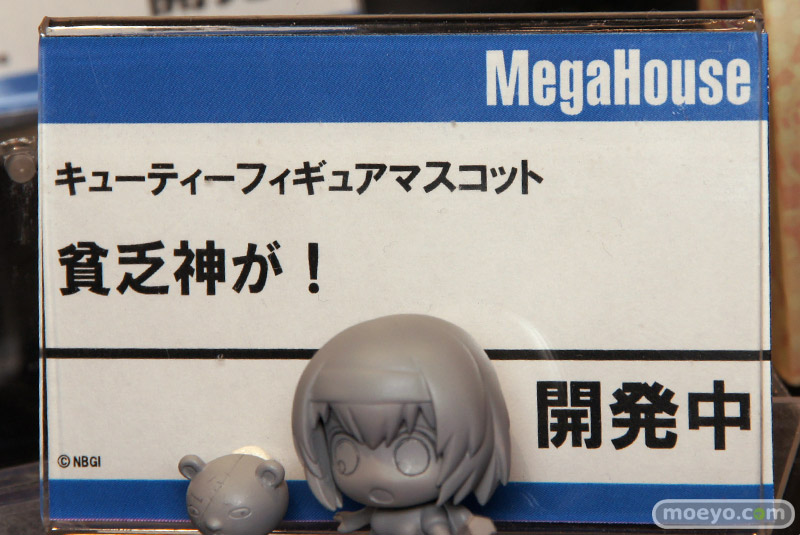 MegaHouse
キューティーフィギュアマスコット
貧乏神が！
開発中
©NBGI
moeyo.com